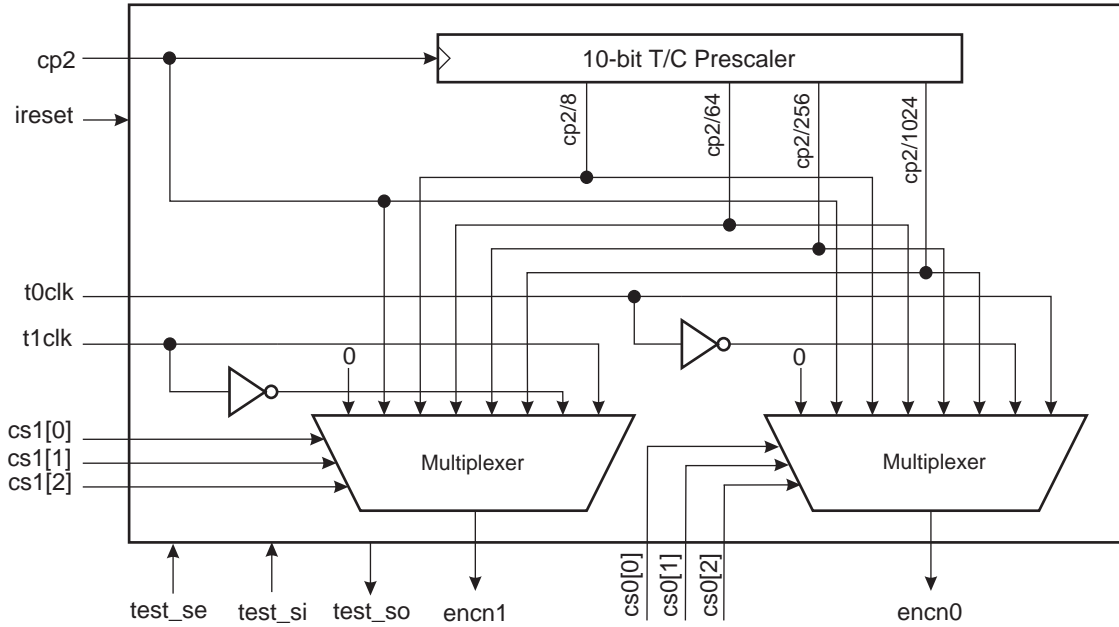 10-bit T/C Prescaler
cp2
ireset
cp2/8
cp2/64
cp2/256
cp2/1024
t0clk
t1clk
0
0
cs1[0]
cs1[1]
cs1[2]
Multiplexer
Multiplexer
cs0[0]
cs0[1]
cs0[2]
test_se
test_si
test_so
encn1
encn0